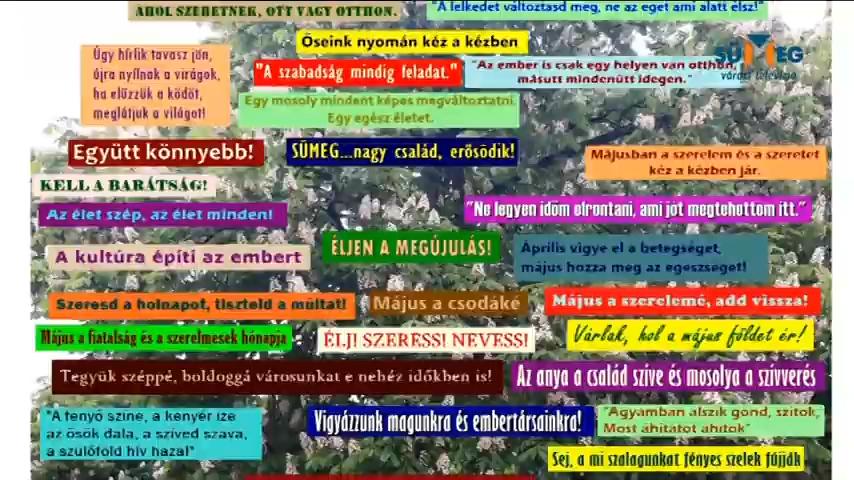 AHOL SZERETNEK, OTT VAGY OTTHON.
"A lelkedet változtasd meg, ne az eget ami alatt élsz!"
Őseink nyomán kéz a kézben
Úgy hírlik tavasz jön,
újra nyílnak a virágok,
ha előzzük a ködöt,
meglátjuk a világot!
"A szabadság mindig feladat."
"Az ember is csak egy helyen van otthon,
másutt mindenütt idegen."
SÜMEG
városi televízió
Egy mosoly mindent képes megváltoztatni.
Egy egész életet.
Együtt könnyebb!
SÜMEG...nagy család, erősödik!
Májusban a szerelem és a szeretet
kéz a kézben jár.
KELL A BARÁTSÁG!
Az élet szép, az élet minden!
"Ne legyen időm elrontani, ami jót megtehettem itt."
ÉLJEN A MEGÚJULÁS!
A kultúra építi az embert
Április vigye el a betegséget,
május hozza meg az egészséget!
Szeresd a holnapot, tiszteld a múltat!
Május a csodáké
Május a szerelemé, add vissza!
Május a fiatalság és a szerelmesek hónapja
ÉLJ! SZERESS! NEVESS!
Várlak, hol a május földet ér!
Tegyük széppé, boldoggá városunkat e nehéz időkben is!
Az anya a család szíve és mosolya a szívverés
"A fenyő színe, a kenyér íze
az ősök dala, a szíved szava,
a szülőföld hív haza!"
Vigyázzunk magunkra és embertársainkra!
"Ágyamban alszik gond, szitok,
Most áhítatot áhítok"
Sej, a mi szalagunkat fényes szelek fújják